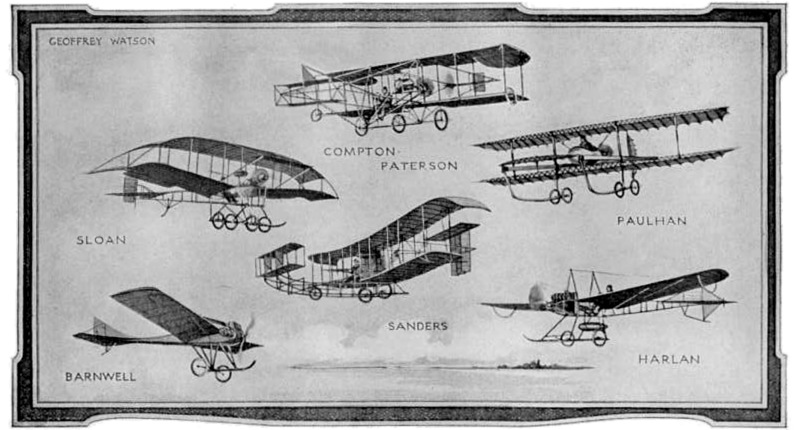 GEOFFREY WATSON
COMPTON-
PATERSON
PAULHAN
SLOAN
SANDERS
HARLAN
BARNWELL